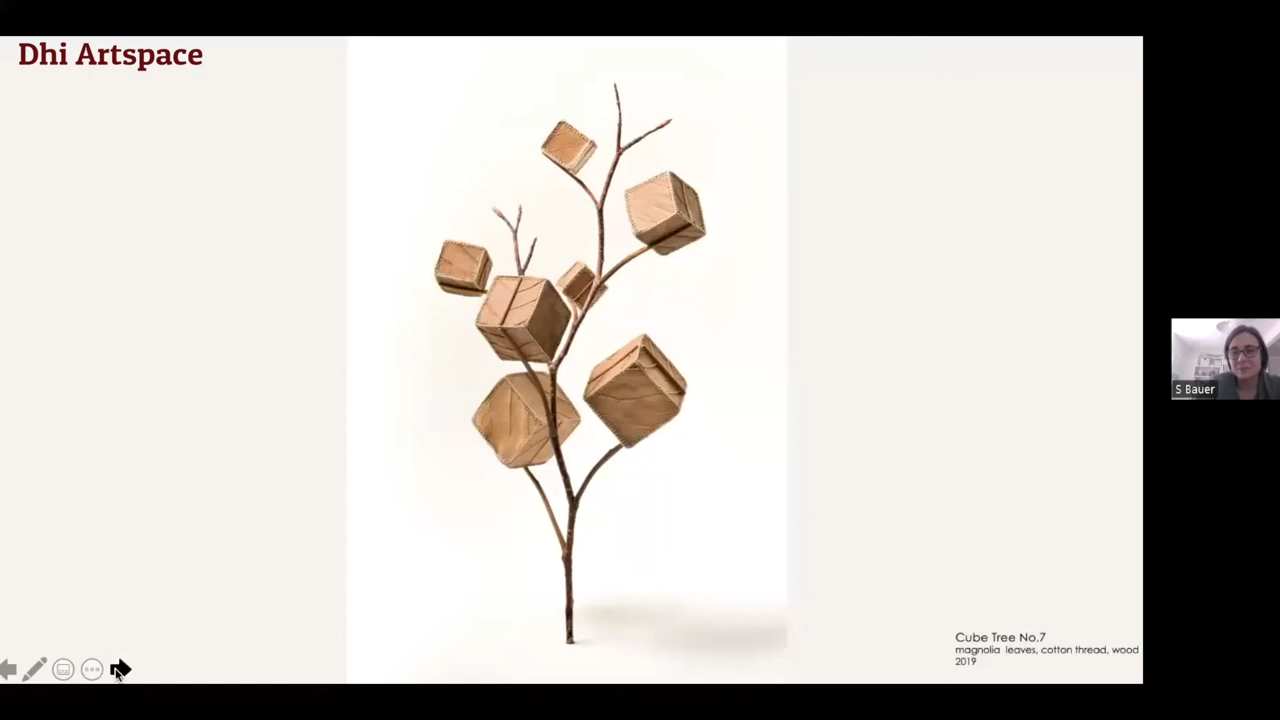 Dhi Artspace
S Bauer
Cube Tree No.7
magnolia leaves, cotton thread, wood
2019